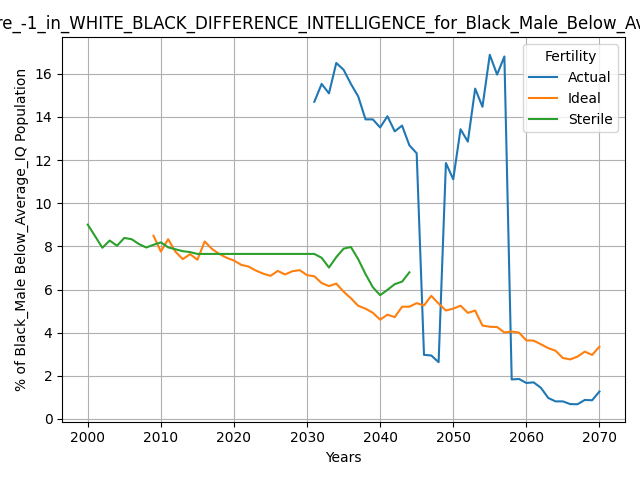 re_-1_in_WHITE_BLACK_DIFFERENCE_INTELLIGENCE_for_Black_Male_Below_Av
% of Black_Male Below_Average_IQ Population
16
14
12
10
8
6
4
2
0
Fertility
Actual
Ideal
Sterile
2000 2010 2020 2030 2040 2050 2060 2070
Years